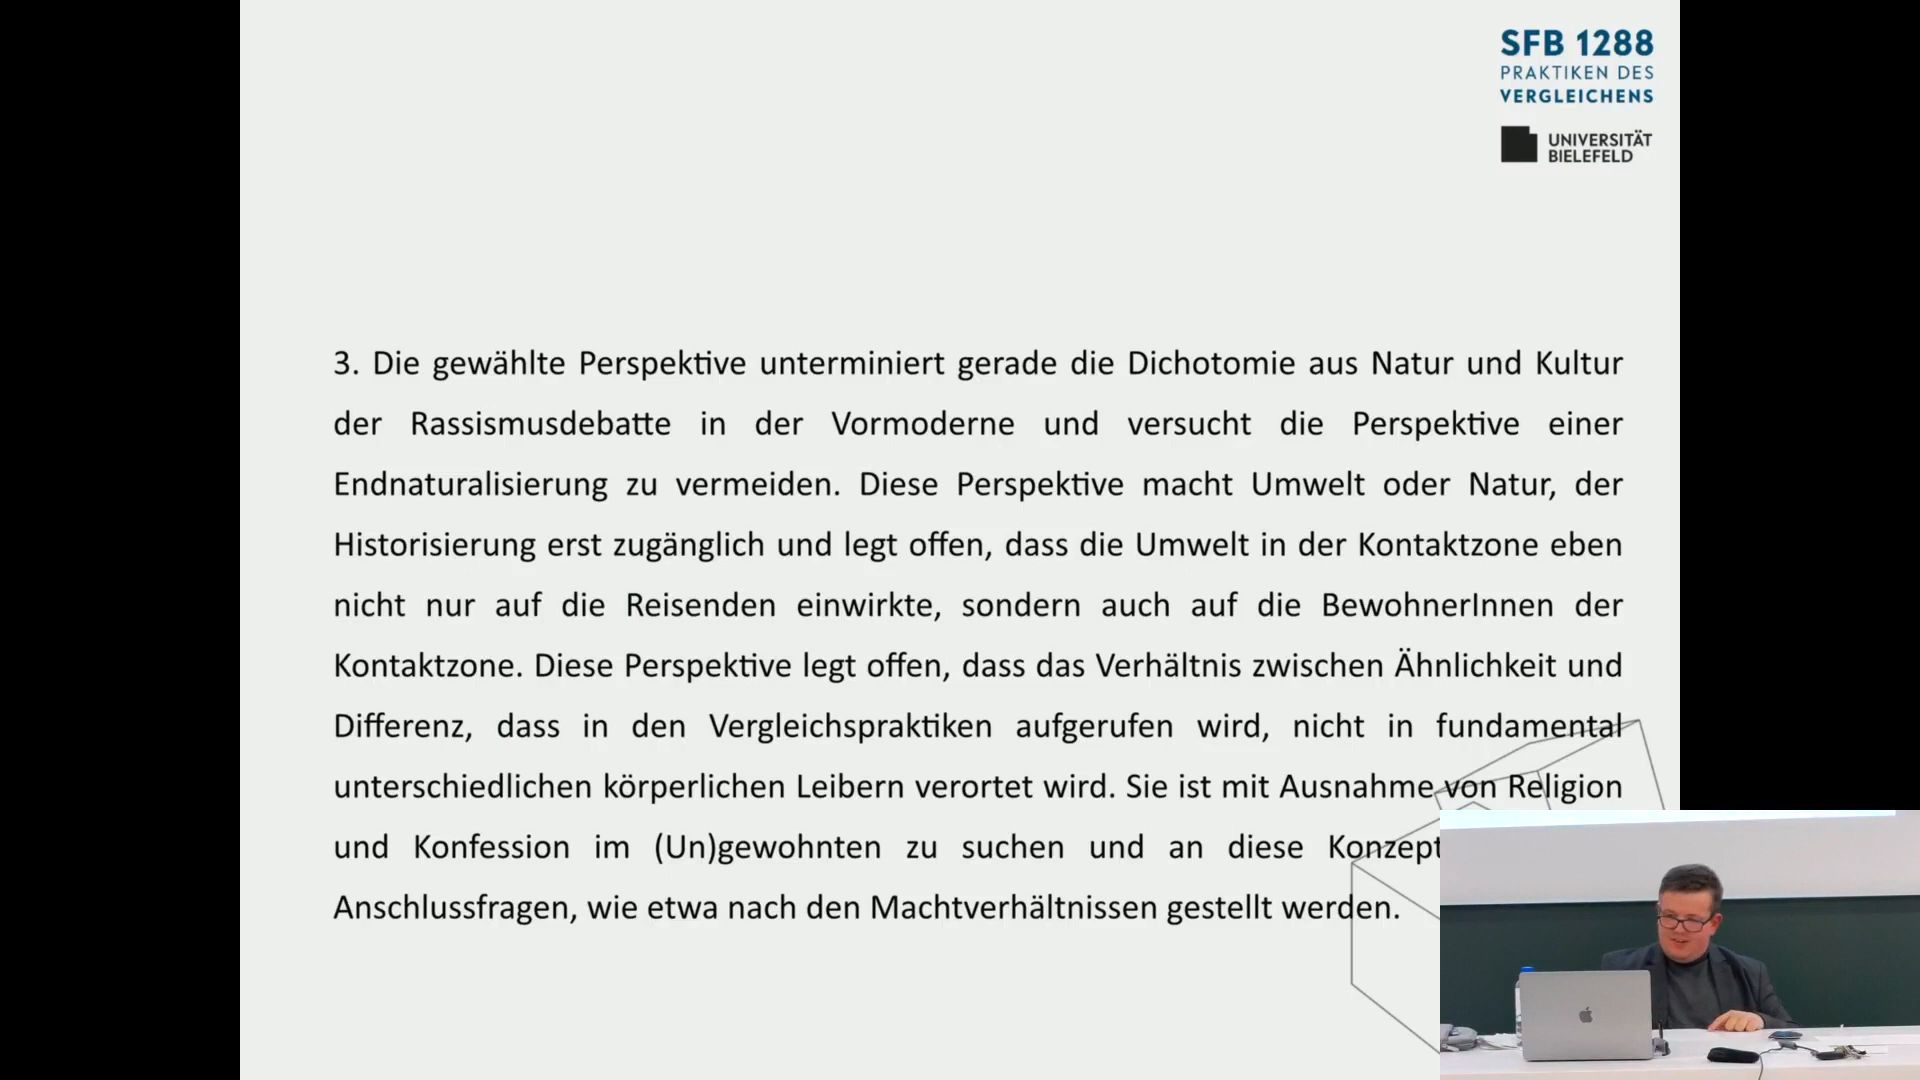 SFB 1288
PRAKTIKEN DES
VERGLEICHENS
UNIVERSITÄT
BIELEFELD
3. Die gewählte Perspektive unterminiert gerade die Dichotomie aus Natur und Kultur
der Rassismusdebatte in der Vormoderne und versucht die Perspektive einer
Endnaturalisierung zu vermeiden. Diese Perspektive macht Umwelt oder Natur, der
Historisierung erst zugänglich und legt offen, dass die Umwelt in der Kontaktzone eben
nicht nur auf die Reisenden einwirkte, sondern auch auf die BewohnerInnen der
Kontaktzone. Diese Perspektive legt offen, dass das Verhältnis zwischen Ähnlichkeit und
Differenz, dass in den Vergleichspraktiken aufgerufen wird, nicht in fundamental
unterschiedlichen körperlichen Leibern verortet wird. Sie ist mit Ausnahme von Religion
und Konfession im (Un)gewohnten zu suchen und an diese Konzept
Anschlussfragen, wie etwa nach den Machtverhältnissen gestellt werden.